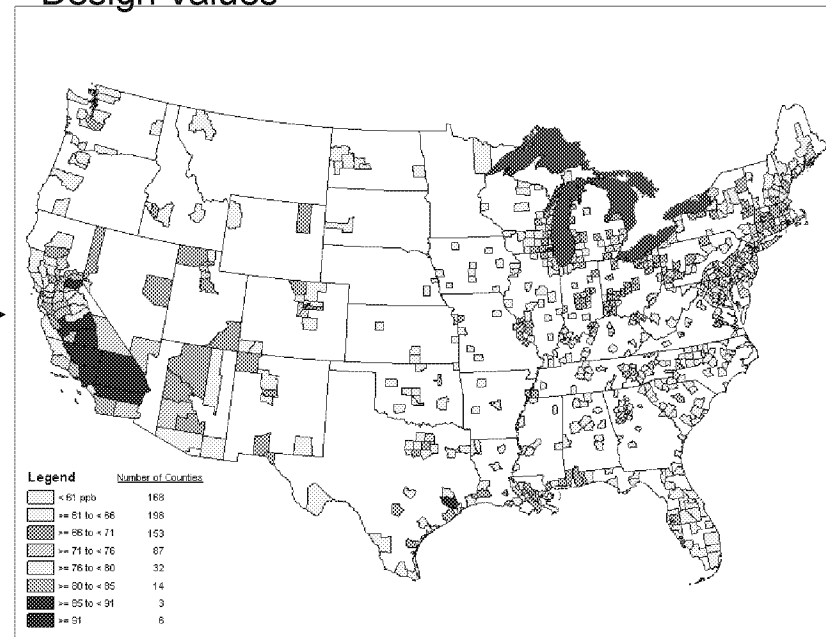 Design Values
Legend Number of Counties
< 61 ppb 168
>= 61 to < 66 198
>= 66 to < 71 153
>= 71 to < 76 87
>= 76 to < 80 32
>= 80 to < 85 14
>= 85 to < 91 3
>= 91 6